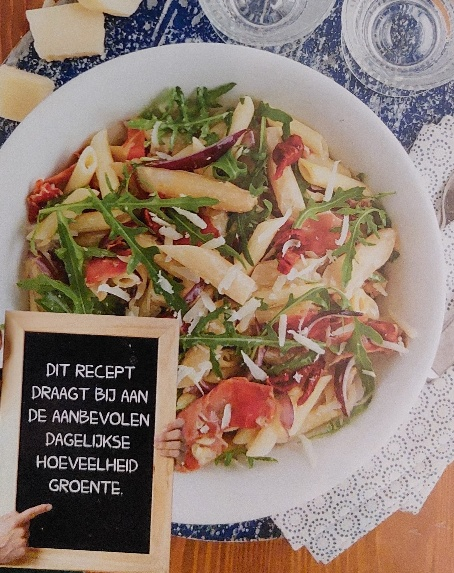 DIT RECEPT
DRAAGT BIJ AAN
DE AANBEVOLEN
DAGELIJKSE
HOEVEELHEID
GROENTE.